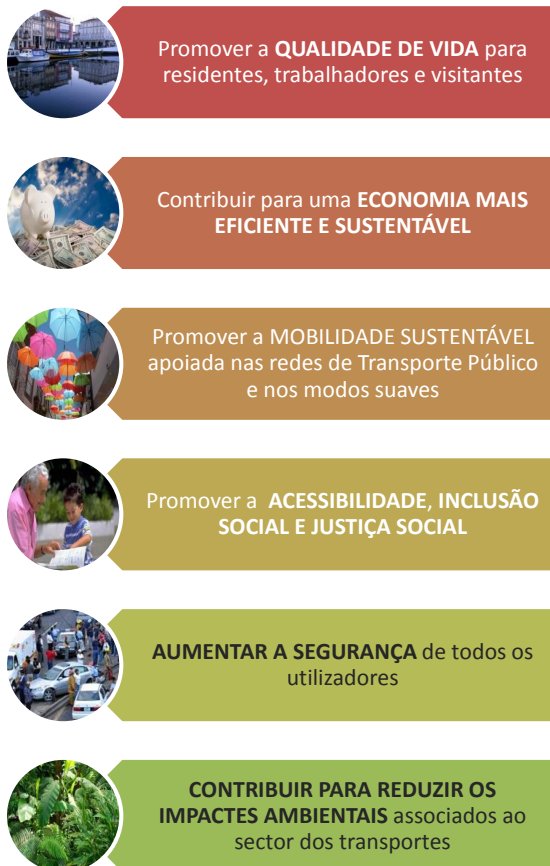 Promover a QUALIDADE DE VIDA para
residentes, trabalhadores e visitantes
Contribuir para uma ECONOMIA MAIS
EFICIENTE E SUSTENTÁVEL
Promover a MOBILIDADE SUSTENTÁVEL
apoiada nas redes de Transporte Público
e nos modos suaves
Promover a  ACESSIBILIDADE, INCLUSÃO
SOCIAL E JUSTIÇA SOCIAL
AUMENTAR A SEGURANÇA de todos os
utilizadores
CONTRIBUIR PARA REDUZIR OS
IMPACTES AMBIENTAIS associados ao
sector dos transportes